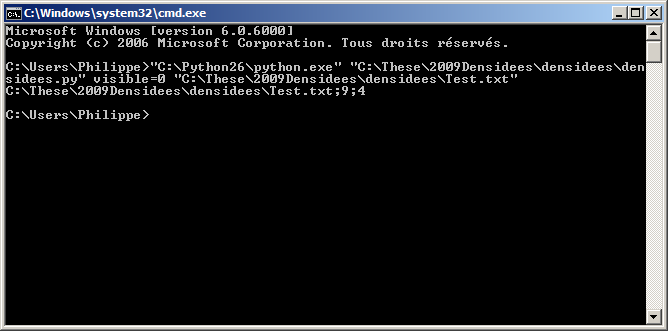 C:\Windows\system32\cmd.exe
Microsoft Windows [version 6.0.6000]
Copyright (c) 2006 Microsoft Corporation. Tous droits réservés.
C:\Users\Philippe>"C:\Python26\python.exe" "C:\These\2009Densidees\densidees\den
sidees.py" visible=0 "C:\These\2009Densidees\densidees\Test.txt"
C:\These\2009Densidees\densidees\Test.txt;9;4
C:\Users\Philippe>